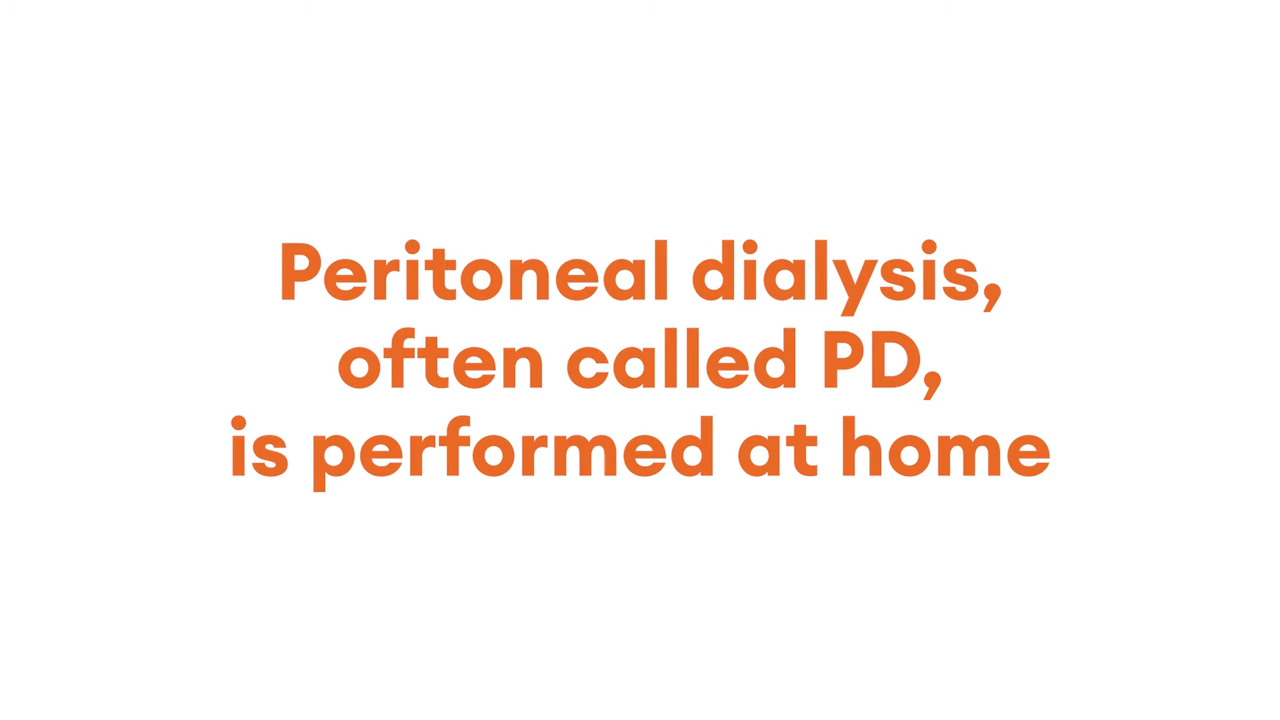 Peritoneal dialysis,
often called PD,
is performed at home